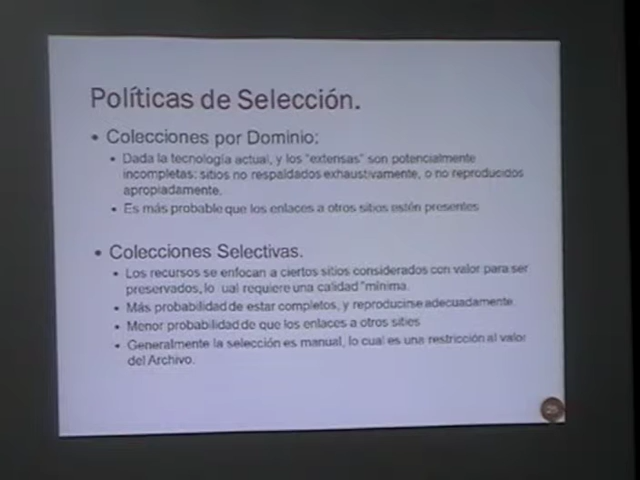 Políticas de Selección.
• Colecciones por Dominio:
• Dada la tecnología actual, y los "extensas" son potencialmente
incompletas: sitios no respaldados exhaustivamente, o no reproducidos
apropiadamente.
• Es más probable que los enlaces a otros sitios estén presentes
• Colecciones Selectivas.
• Los recursos se enfocan a ciertos sitios considerados con valor para ser
preservados, lo ual requiere una calidad "mínima.
• Más probabilidad de estar completos, y reproducirse adecuadamente
• Menor probabilidad de que los enlaces a otros sities
• Generalmente la selección es manual, lo cual es una restricción al valor
del Archivo.